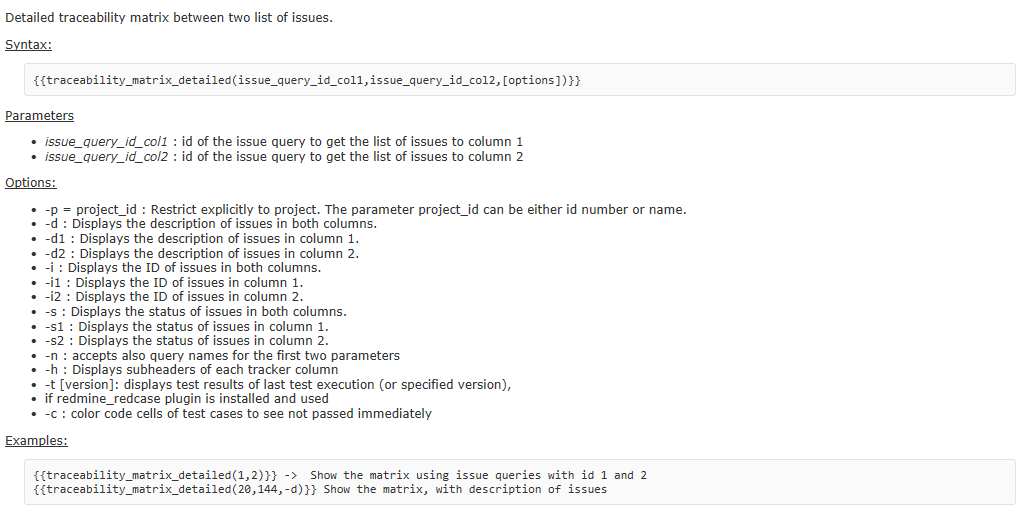 Detailed traceability matrix between two list of issues.
Syntax:
{{traceability_matrix_detailed(issue_query_id_col1,issue_query_id_col2,[options])}}
Parameters
• issue_query_id_col1 : id of the issue query to get the list of issues to column 1
• issue_query_id_col2 : id of the issue query to get the list of issues to column 2
Options:
• -p = project_id : Restrict explicitly to project. The parameter project_id can be either id number or name.
• -d : Displays the description of issues in both columns.
• -d1 : Displays the description of issues in column 1.
• -d2 : Displays the description of issues in column 2.
• -i : Displays the ID of issues in both columns.
• -i1 : Displays the ID of issues in column 1.
• -i2 : Displays the ID of issues in column 2.
• -s : Displays the status of issues in both columns.
• -s1 : Displays the status of issues in column 1.
• -s2 : Displays the status of issues in column 2.
• -n : accepts also query names for the first two parameters
• -h : Displays subheaders of each tracker column
• -t [version]: displays test results of last test execution (or specified version),
• if redmine_redcase plugin is installed and used
• -c : color code cells of test cases to see not passed immediately
Examples:
{{traceability_matrix_detailed(1,2)}} ->  Show the matrix using issue queries with id 1 and 2
{{traceability_matrix_detailed(20,144,-d)}} Show the matrix, with description of issues